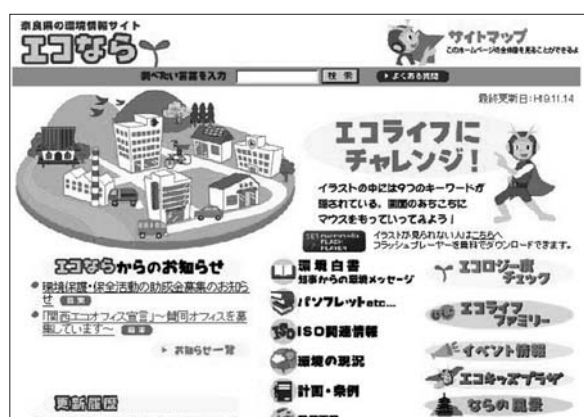 奈良県の環境情報サイト
エコなら
サイトマップ
このホームページの全体図を見ることができるよ
調べたい言葉を入力
検索
よくある質問
最終更新日:H19.11.14
エコライフに
チャレンジ!
イラストの中には9つのキーワードが
隠されている。画面のあちこちに
マウスをもっていってみよう!
イラストが見られない人はこちらへ
フラッシュプレーヤーを無料でダウンロードできます。
エコならからのお知らせ
環境保護・保全活動の助成金募集のお知ら
せ 募集
「関西エコオフィス宣言」~賛同オフィスを募
集しています~ 募集
お知らせ一覧
更新履歴
環境白書
知事からの環境メッセージ
パンフレットetc...
ISO関連情報
環境の現況
計画・条例
エコロジー度
チェック
エコライフ
ファミリー
イベント情報
エコキッズプラザ
ならの風景